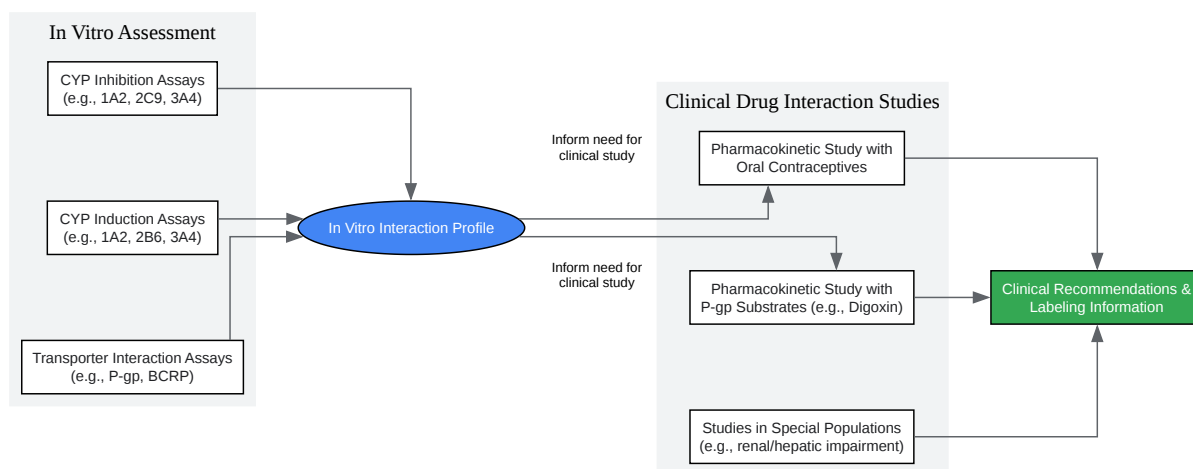 In Vitro Assessment
CYP Inhibition Assays
(e.g., 1A2, 2C9, 3A4)
CYP Induction Assays
(e.g., 1A2, 2B6, 3A4)
Transporter Interaction Assays
(e.g., P-gp, BCRP)
In Vitro Interaction Profile
Inform need for
clinical study
Inform need for
clinical study
Clinical Drug Interaction Studies
Pharmacokinetic Study with
Oral Contraceptives
Pharmacokinetic Study with
P-gp Substrates (e.g., Digoxin)
Studies in Special Populations
(e.g., renal/hepatic impairment)
Clinical Recommendations &
Labeling Information